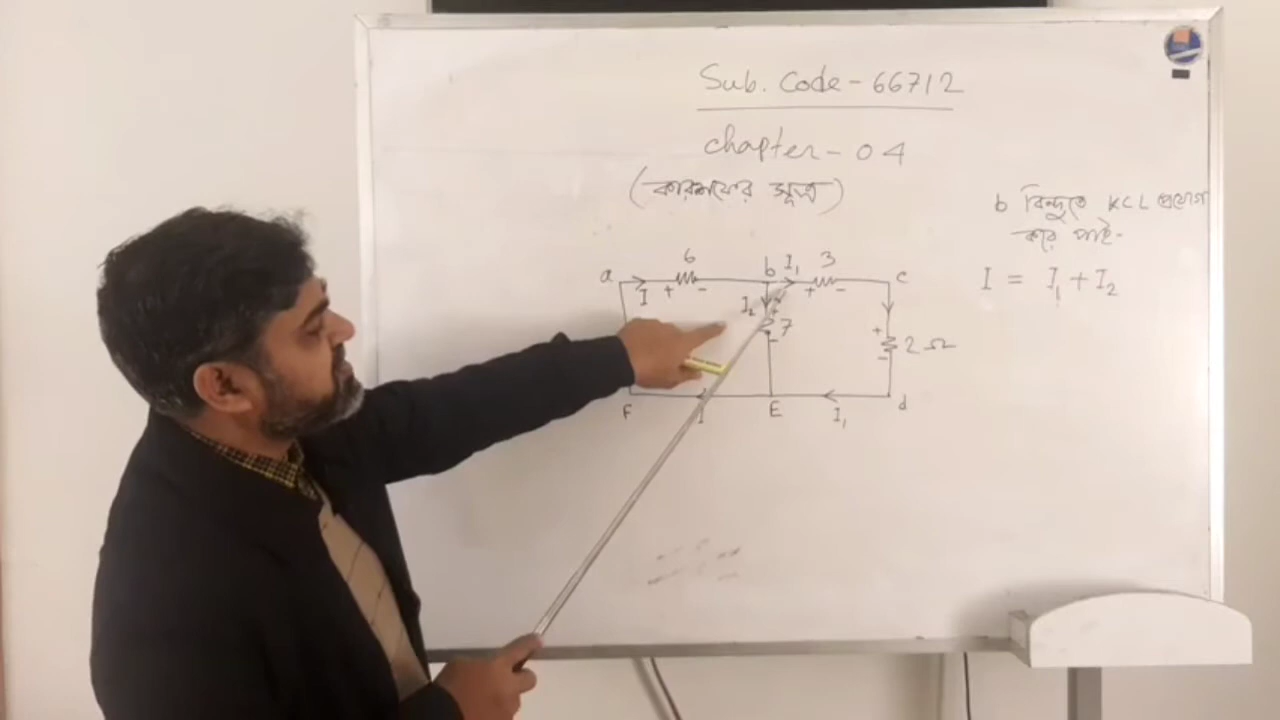 Sub. Code - 66712
chapter - 04
(কারশফের সূত্র)
b বিন্দুতে KCL প্রয়োগ
করে পাই-
I = I₁ + I₂
a 6 b I₁ 3 c
I + - + -
I₂ + 7 -
+ 2 Ω -
F I E I₁ d